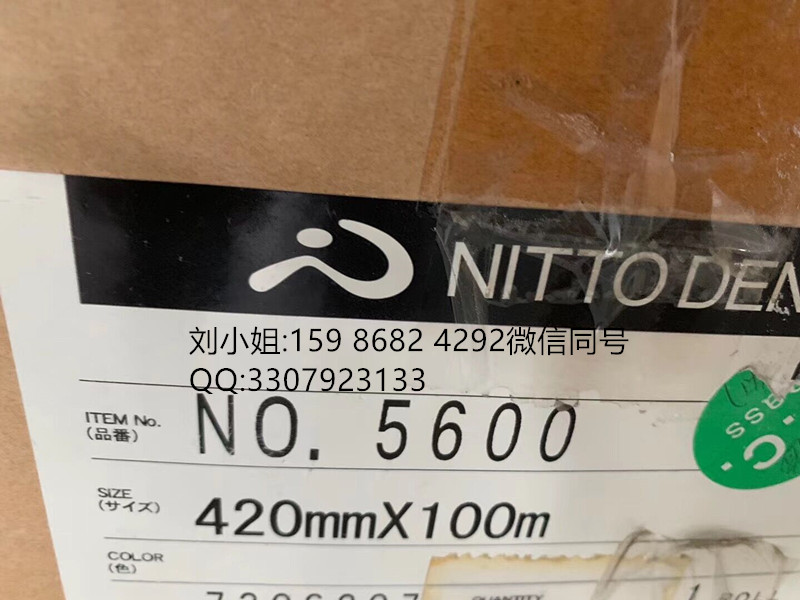 NITTO DEN
刘小姐:159 8682 4292微信同号
QQ:3307923133
ITEM No.
(品番)
NO. 5600
SIZE
(サイズ)
420mmX100m
COLOR
(色)
QUANTITY